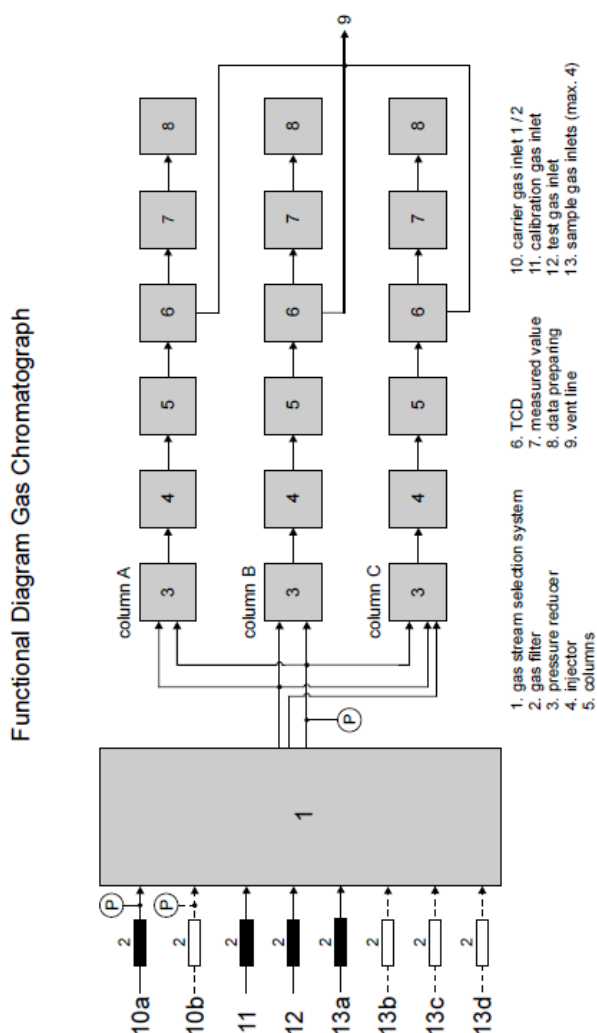 Functional Diagram Gas Chromatograph
column A
column B
column C
3 4 5 6 7 8
3 4 5 6 7 8
3 4 5 6 7 8
9
1
P
P
P
10a 2
10b 2
11 2
12 2
13a 2
13b 2
13c 2
13d 2
1. gas stream selection system
2. gas filter
3. pressure reducer
4. injector
5. columns
6. TCD
7. measured value
8. data preparing
9. vent line
10. carrier gas inlet 1 / 2
11. calibration gas inlet
12. test gas inlet
13. sample gas inlets (max. 4)